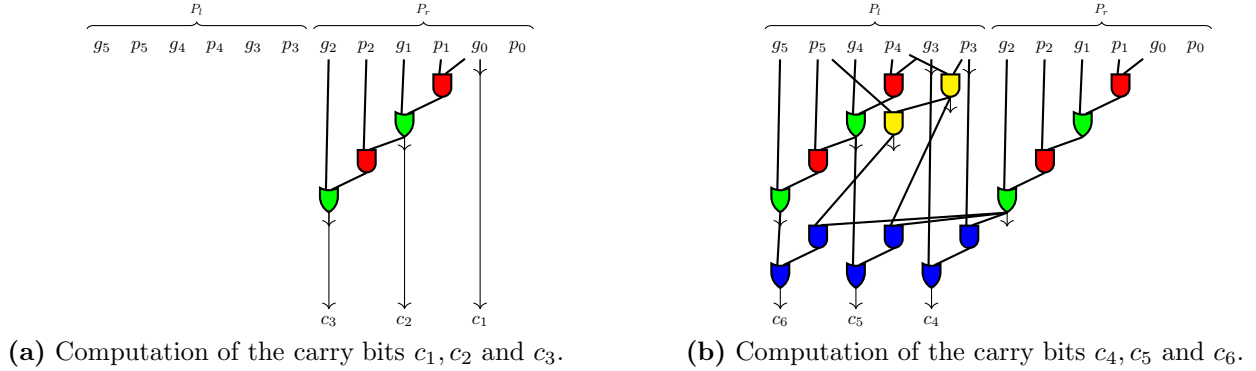 P_l P_r
g_5 p_5 g_4 p_4 g_3 p_3 g_2 p_2 g_1 p_1 g_0 p_0
c_3 c_2 c_1
(a) Computation of the carry bits c_1, c_2 and c_3.
P_l P_r
g_5 p_5 g_4 p_4 g_3 p_3 g_2 p_2 g_1 p_1 g_0 p_0
c_6 c_5 c_4
(b) Computation of the carry bits c_4, c_5 and c_6.